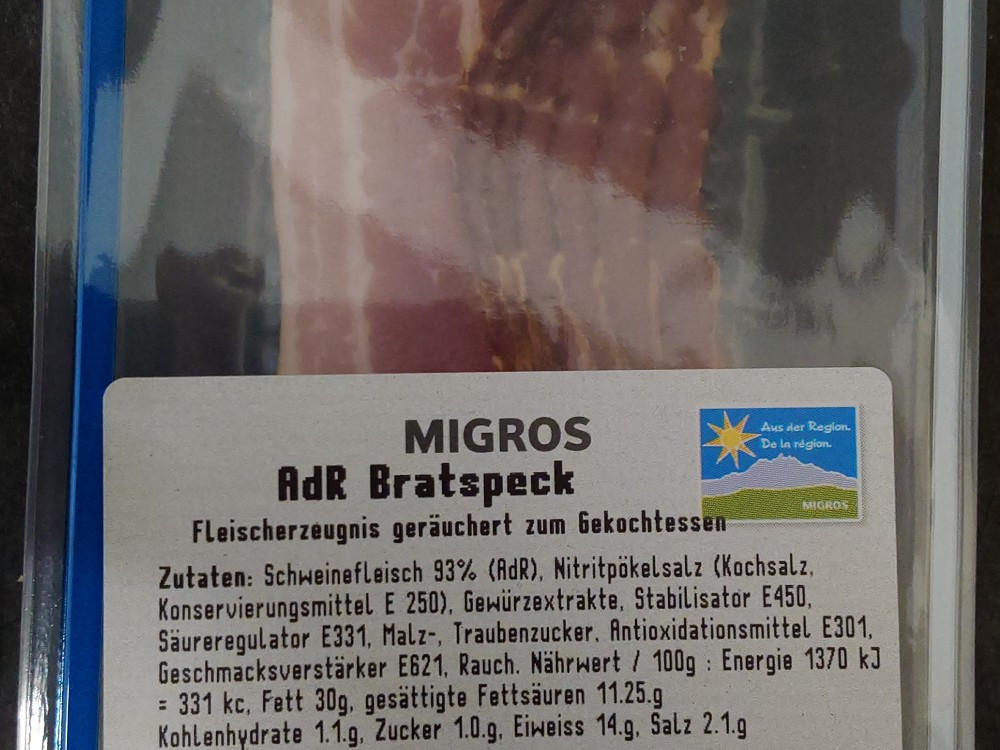 MIGROS
Aus der Region.
De la région.
MIGROS
AdR Bratspeck
Fleischerzeugnis geräuchert zum Gekochtessen
Zutaten: Schweinefleisch 93% (AdR), Nitritpökelsalz (Kochsalz,
Konservierungsmittel E 250), Gewürzextrakte, Stabilisator E450,
Säureregulator E331, Malz-, Traubenzucker, Antioxidationsmittel E301,
Geschmacksverstärker E621, Rauch. Nährwert / 100g : Energie 1370 kJ
= 331 kc, Fett 30g, gesättigte Fettsäuren 11.25.g
Kohlenhydrate 1.1.g, Zucker 1.0.g, Eiweiss 14.g, Salz 2.1.g